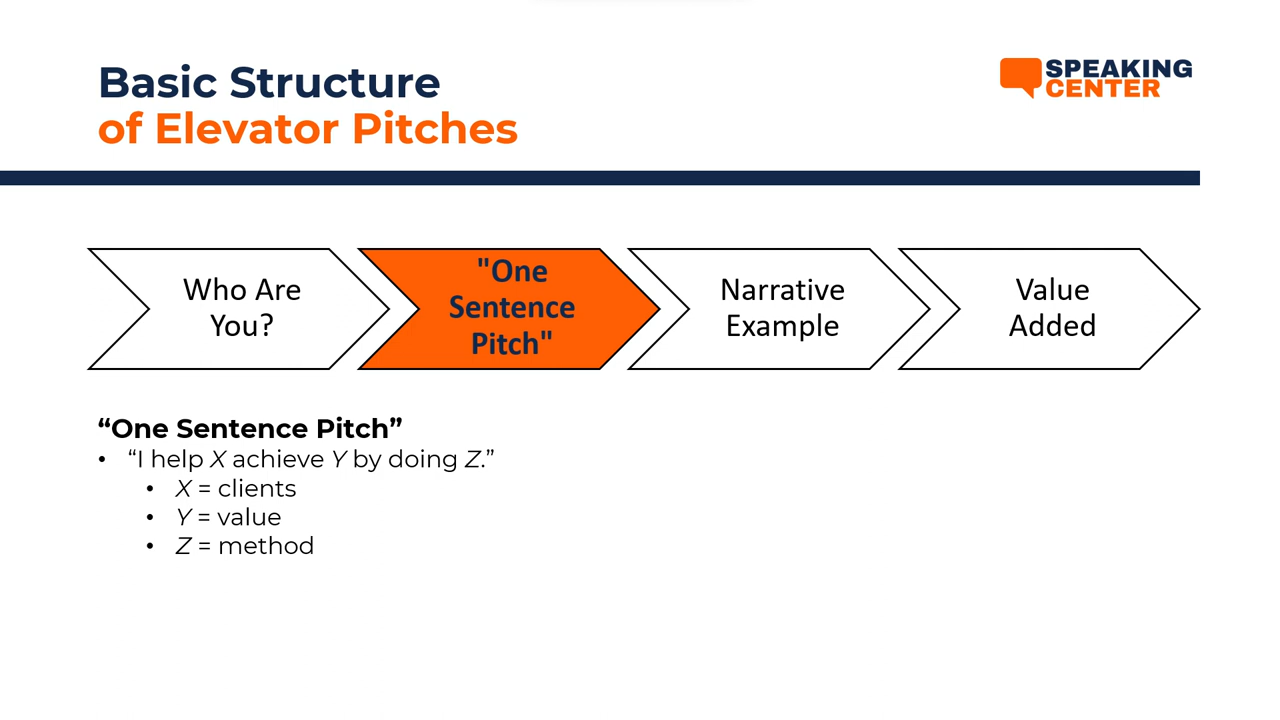 Basic Structure
of Elevator Pitches
SPEAKING
CENTER
Who Are
You?
"One
Sentence
Pitch"
Narrative
Example
Value
Added
“One Sentence Pitch”
• “I help X achieve Y by doing Z.”
• X = clients
• Y = value
• Z = method